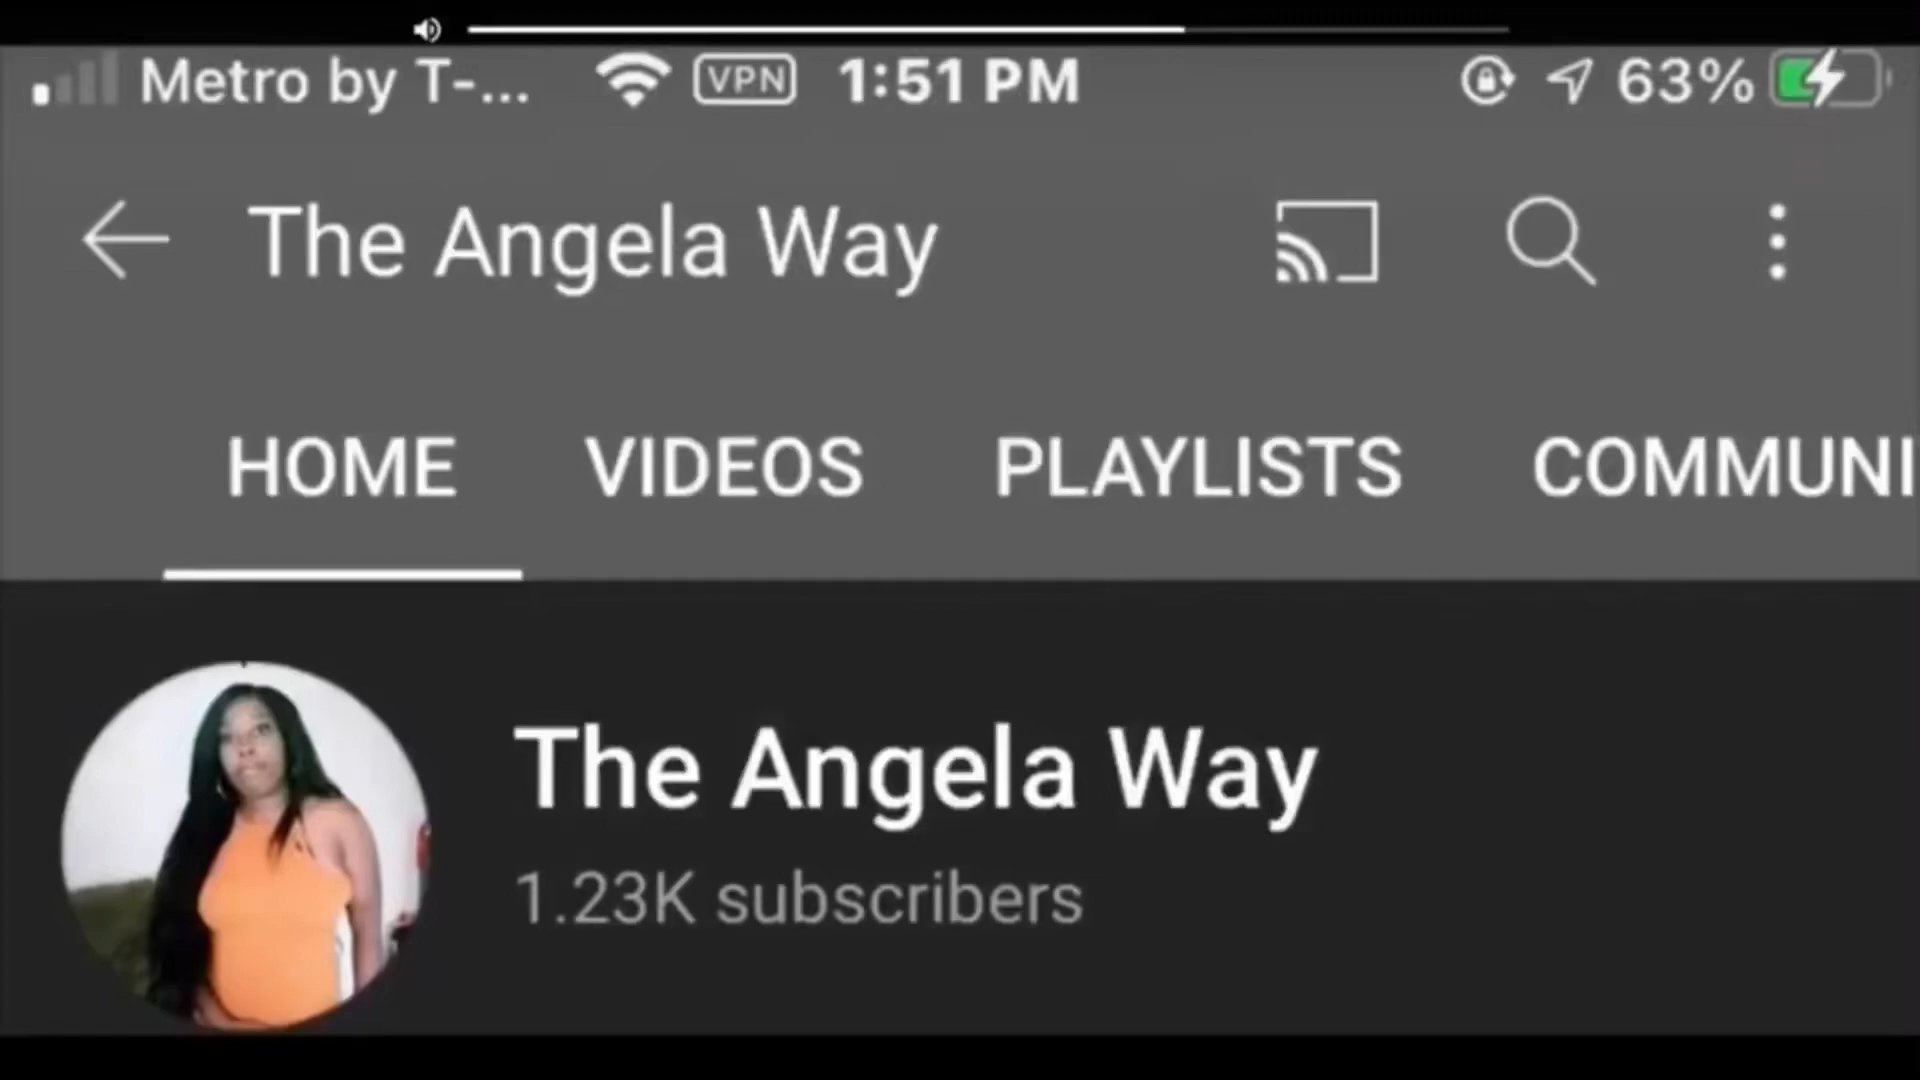 Metro by T-... VPN 1:51 PM 63%
The Angela Way
HOME VIDEOS PLAYLISTS COMMUNI
The Angela Way
1.23K subscribers